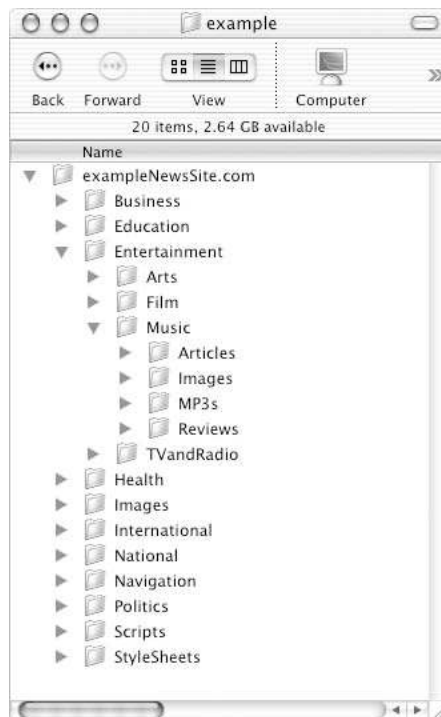 example
Back Forward View Computer
20 items, 2.64 GB available
Name
exampleNewsSite.com
Business
Education
Entertainment
Arts
Film
Music
Articles
Images
MP3s
Reviews
TVandRadio
Health
Images
International
National
Navigation
Politics
Scripts
StyleSheets